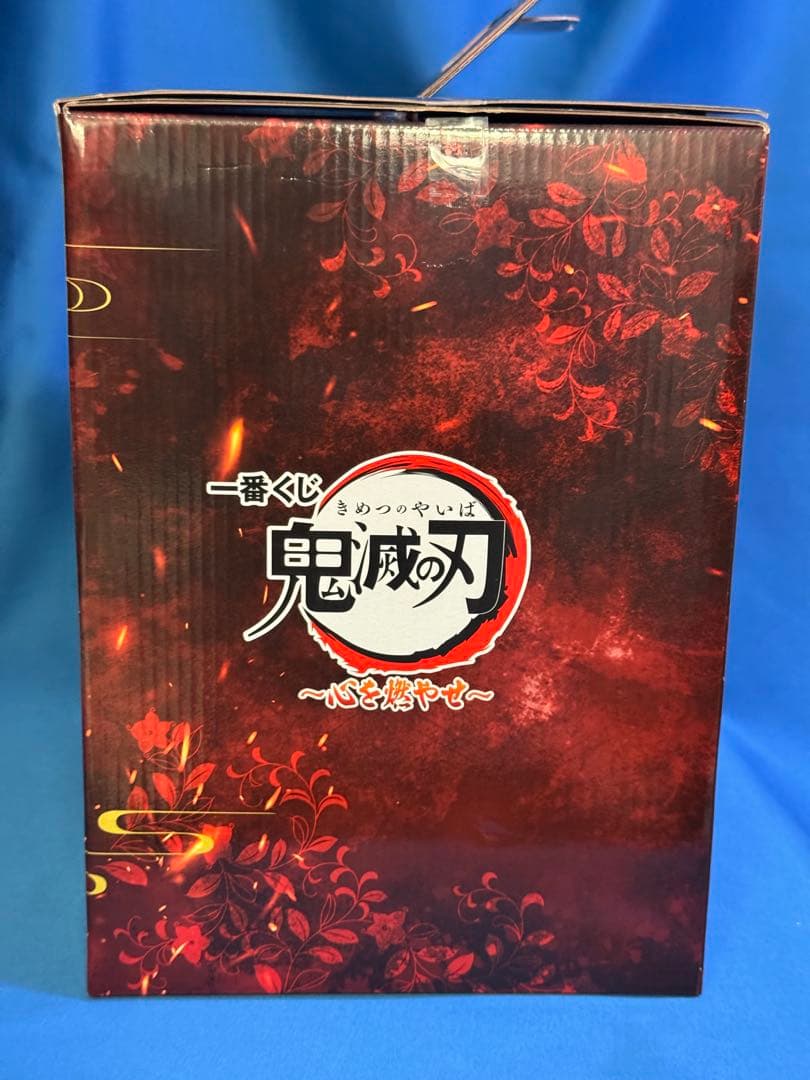 一番くじ
きめつのやいば
鬼滅の刃
～心を燃やせ～